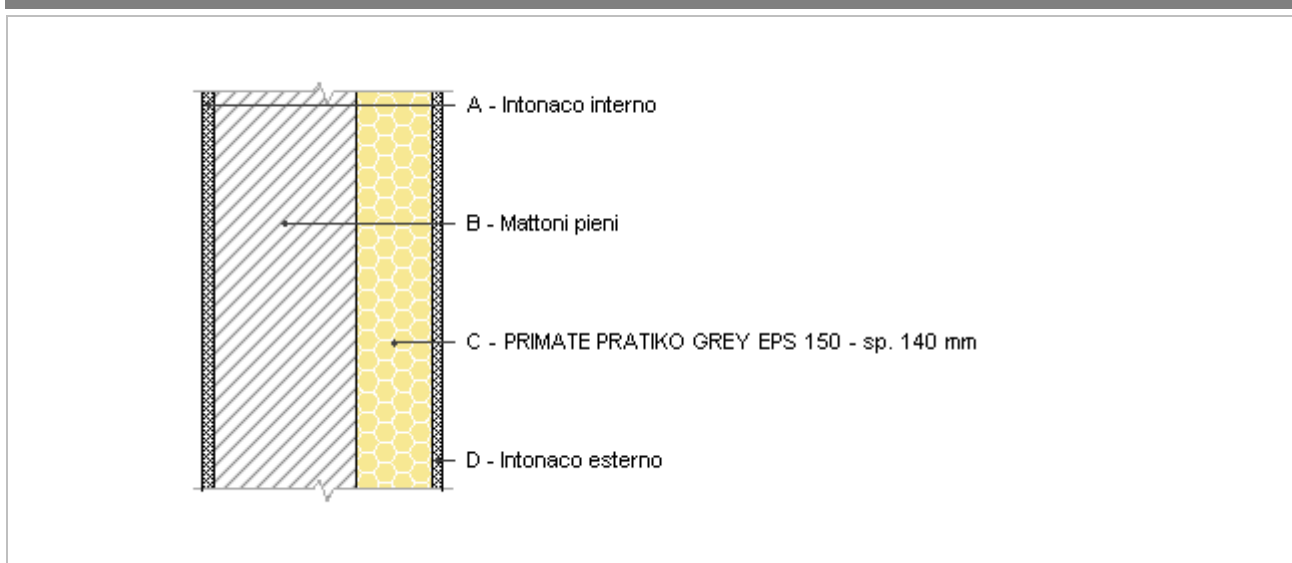 A - Intonaco interno
B - Mattoni pieni
C - PRIMATE PRATIKO GREY EPS 150 - sp. 140 mm
D - Intonaco esterno